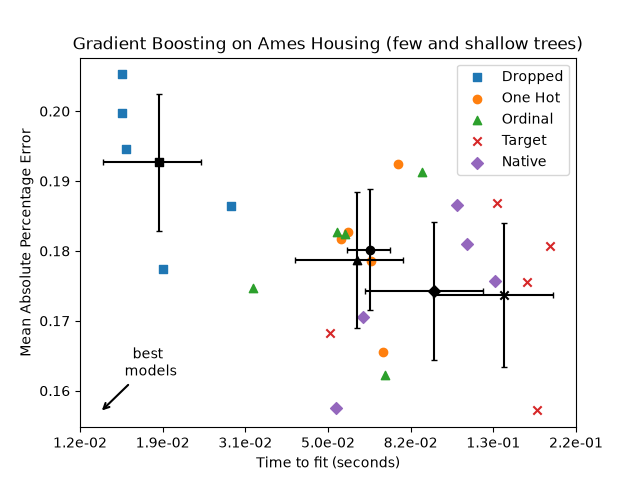 Gradient Boosting on Ames Housing (few and shallow trees)
Mean Absolute Percentage Error
0.20
0.19
0.18
0.17
0.16
Dropped
One Hot
Ordinal
Target
Native
best
models
1.2e-02
1.9e-02
3.1e-02
5.0e-02
8.2e-02
1.3e-01
2.2e-01
Time to fit (seconds)